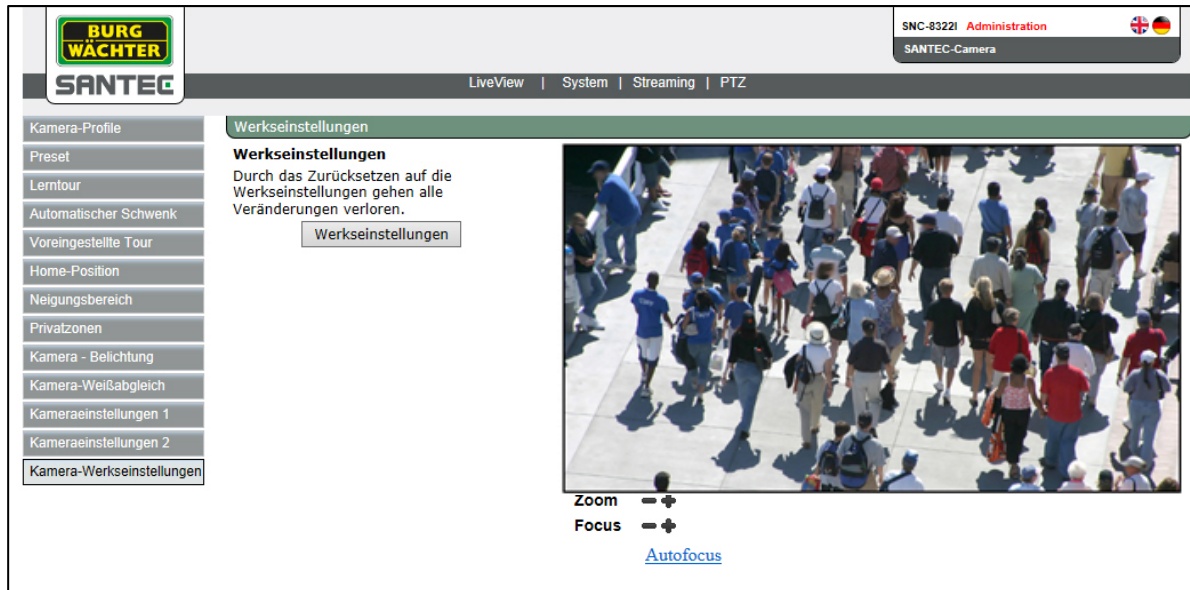 BURG
WÄCHTER
SANTEC
SNC-8322I Administration
SANTEC-Camera
LiveView | System | Streaming | PTZ
Kamera-Profile
Preset
Lerntour
Automatischer Schwenk
Voreingestellte Tour
Home-Position
Neigungsbereich
Privatzonen
Kamera - Belichtung
Kamera-Weißabgleich
Kameraeinstellungen 1
Kameraeinstellungen 2
Kamera-Werkseinstellungen
Werkseinstellungen
Werkseinstellungen
Durch das Zurücksetzen auf die
Werkseinstellungen gehen alle
Veränderungen verloren.
Werkseinstellungen
Zoom
Focus
Autofocus